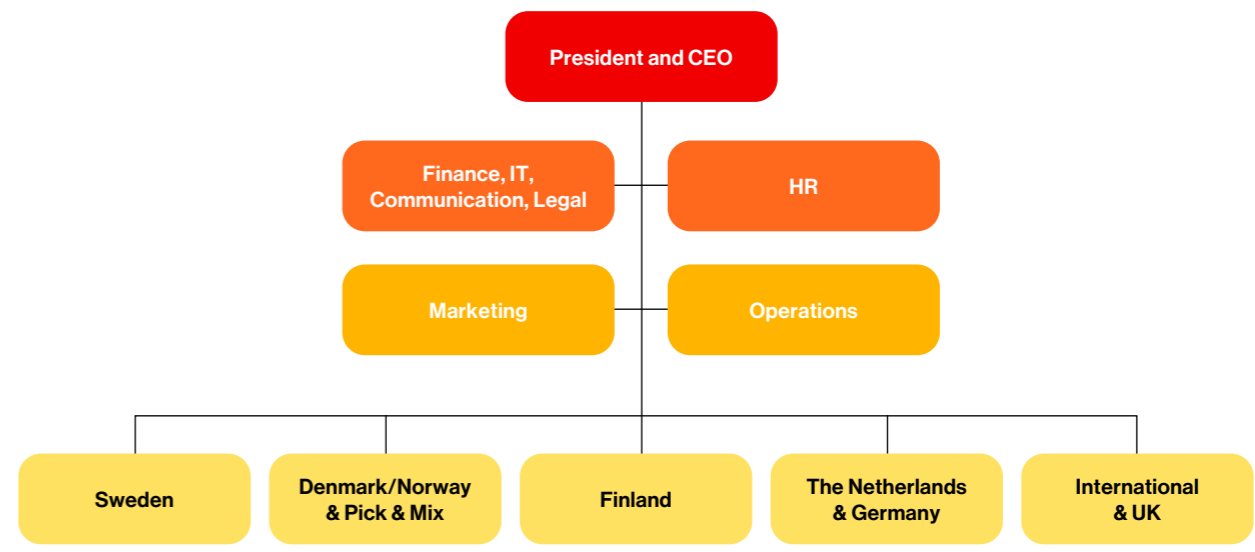 President and CEO
Finance, IT,
Communication, Legal
HR
Marketing
Operations
Sweden
Denmark/Norway
& Pick & Mix
Finland
The Netherlands
& Germany
International
& UK